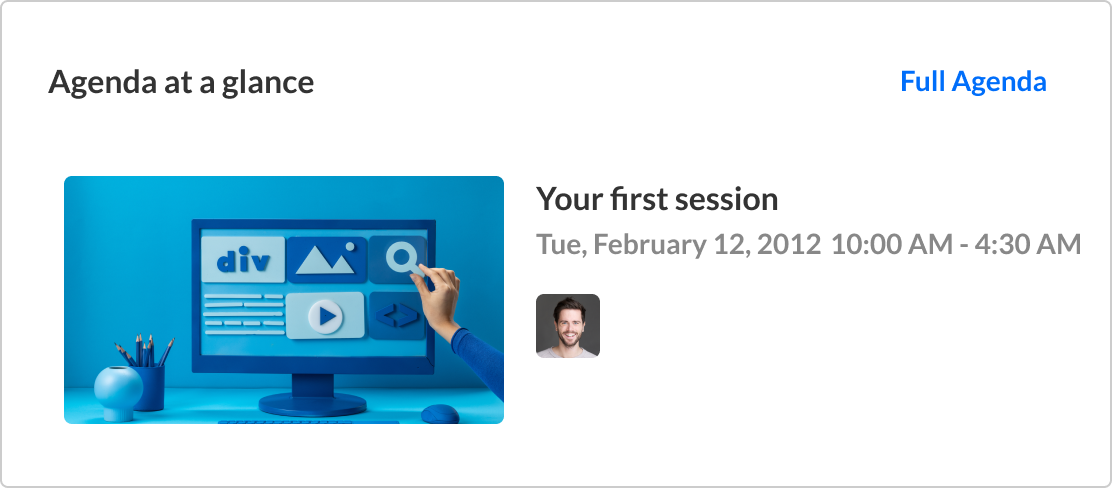 Agenda at a glance
Full Agenda
div
Your first session
Tue, February 12, 2012 10:00 AM - 4:30 AM